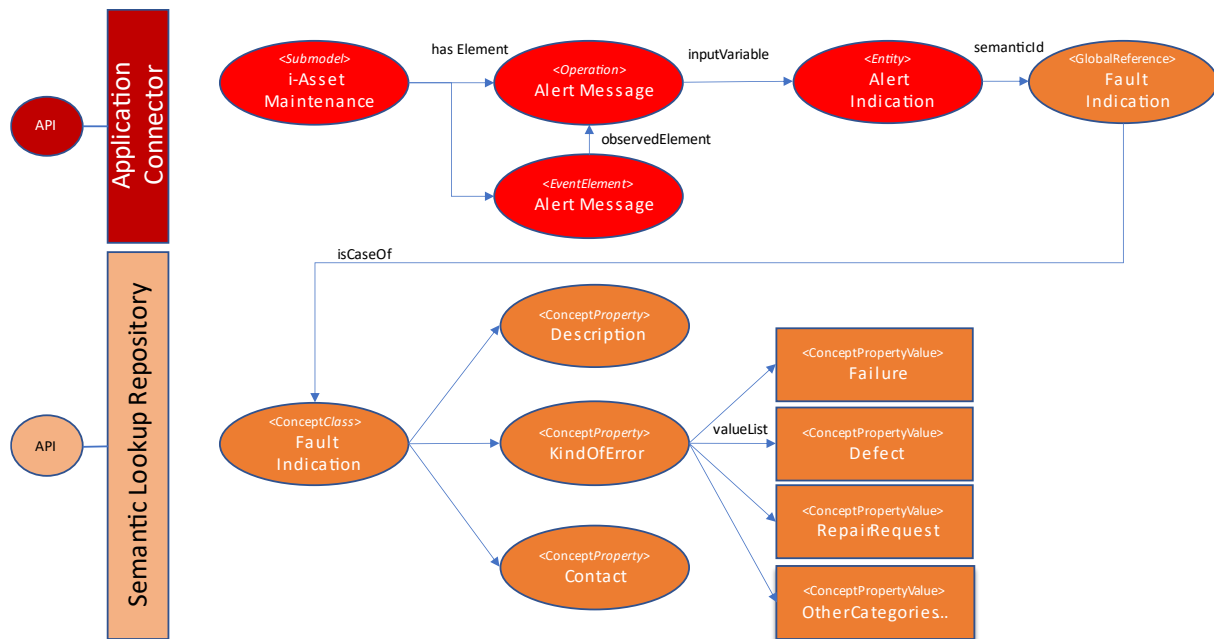 API
Application
Connector
<Submodel>
i-Asset
Maintenance
has Element
<Operation>
Alert Message
inputVariable
<Entity>
Alert
Indication
semanticId
<GlobalReference>
Fault
Indication
observedElement
<EventElement>
Alert Message
isCaseOf
API
Semantic Lookup Repository
<ConceptClass>
Fault
Indication
<ConceptProperty>
Description
<ConceptProperty>
KindOfError
<ConceptProperty>
Contact
valueList
<ConceptPropertyValue>
Failure
<ConceptPropertyValue>
Defect
<ConceptPropertyValue>
RepairRequest
<ConceptPropertyValue>
OtherCategories...